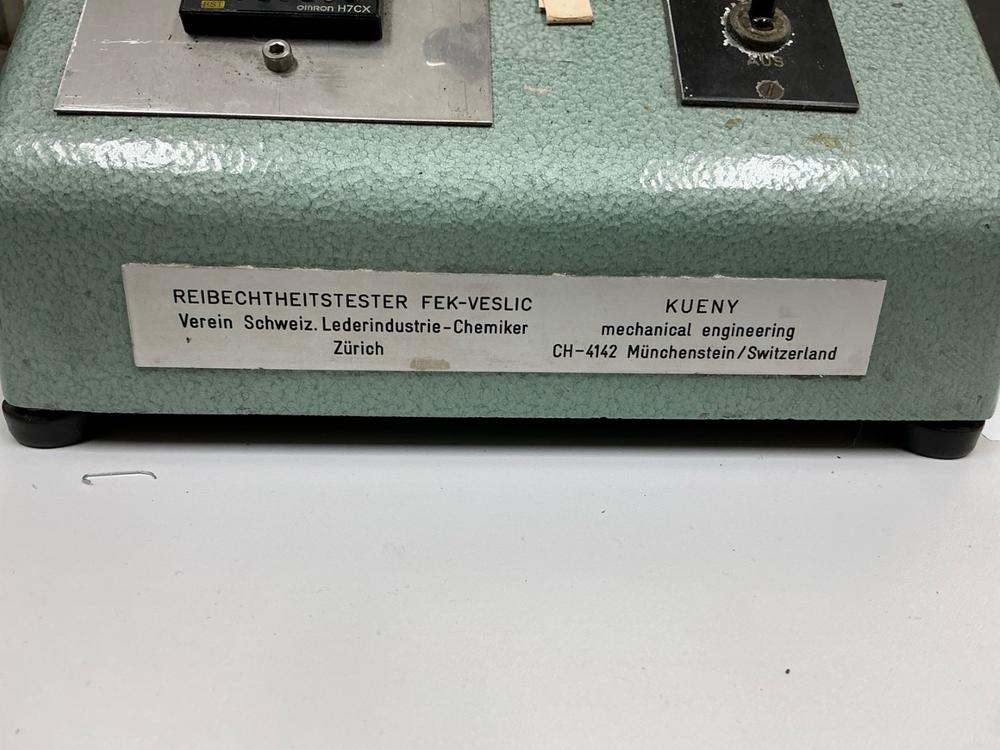 RST
OMRON H7CX
AUS
REIBECHTHEITSTESTER FEK-VESLIC
Verein Schweiz. Lederindustrie-Chemiker
Zürich
KUENY
mechanical engineering
CH-4142 Münchenstein/Switzerland